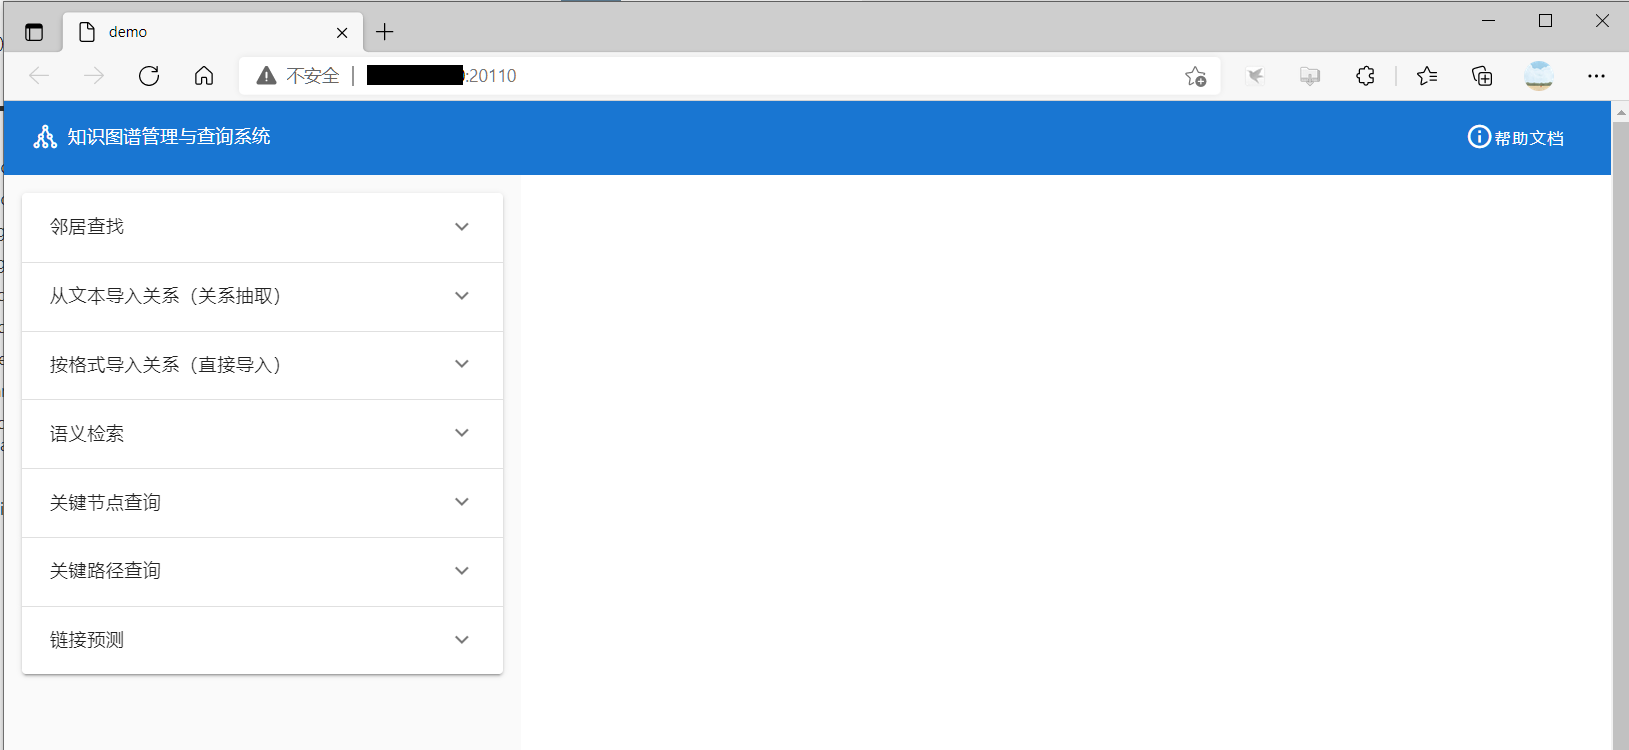 demo
不安全 :20110
知识图谱管理与查询系统
帮助文档
邻居查找
从文本导入关系（关系抽取）
按格式导入关系（直接导入）
语义检索
关键节点查询
关键路径查询
链接预测